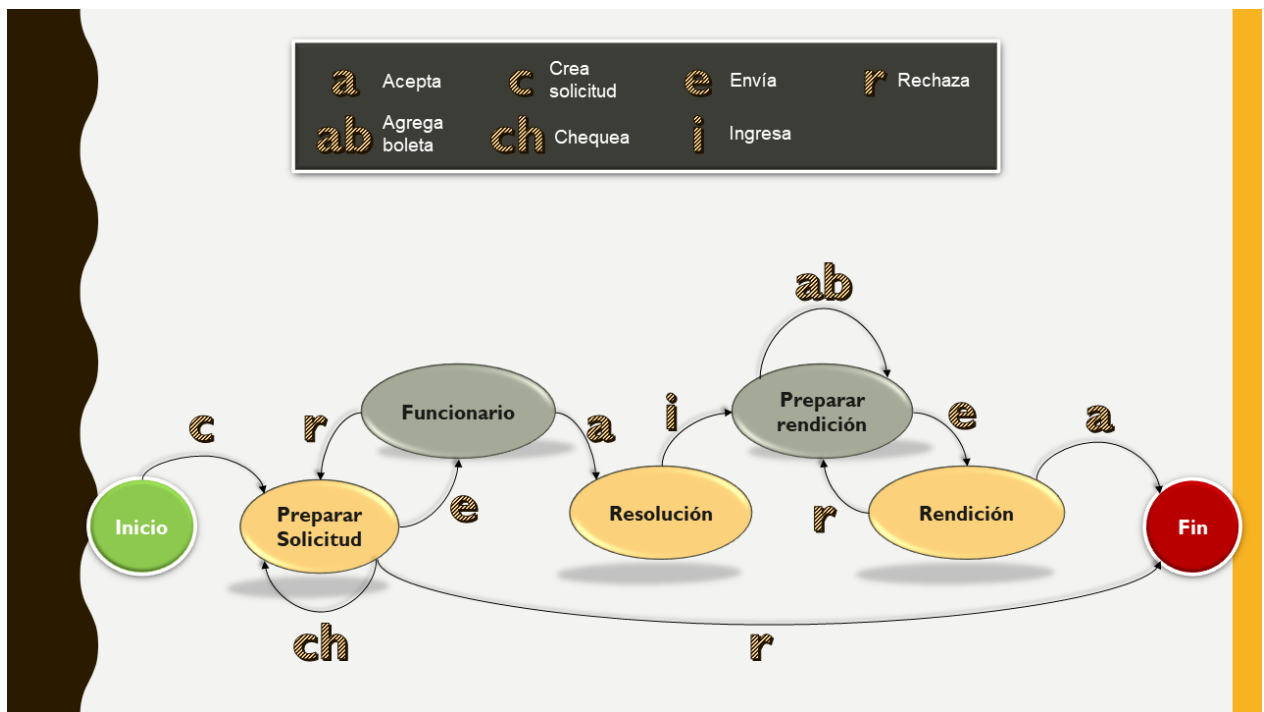 a Acepta
c Crea
solicitud
e Envía
r Rechaza
ab Agrega
boleta
ch Chequea
i Ingresa
ab
c
r
Funcionario
a
i
Preparar
rendición
e
a
Inicio
Preparar
Solicitud
e
Resolución
r
Rendición
Fin
ch
r